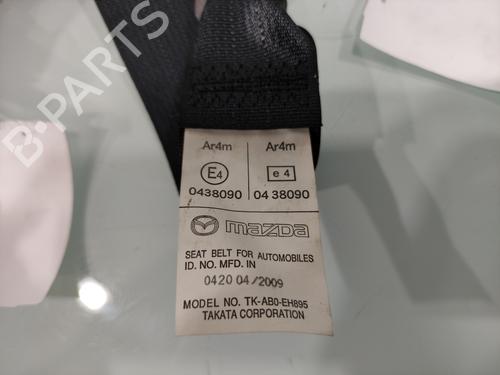 B-PARTS
Ar4m Ar4m
E4 e4
0438090 04 38090
mazda
SEAT BELT FOR AUTOMOBILES
ID. NO. MFD. IN
0420 04/2009
MODEL NO. TK-AB0-EH895
TAKATA CORPORATION